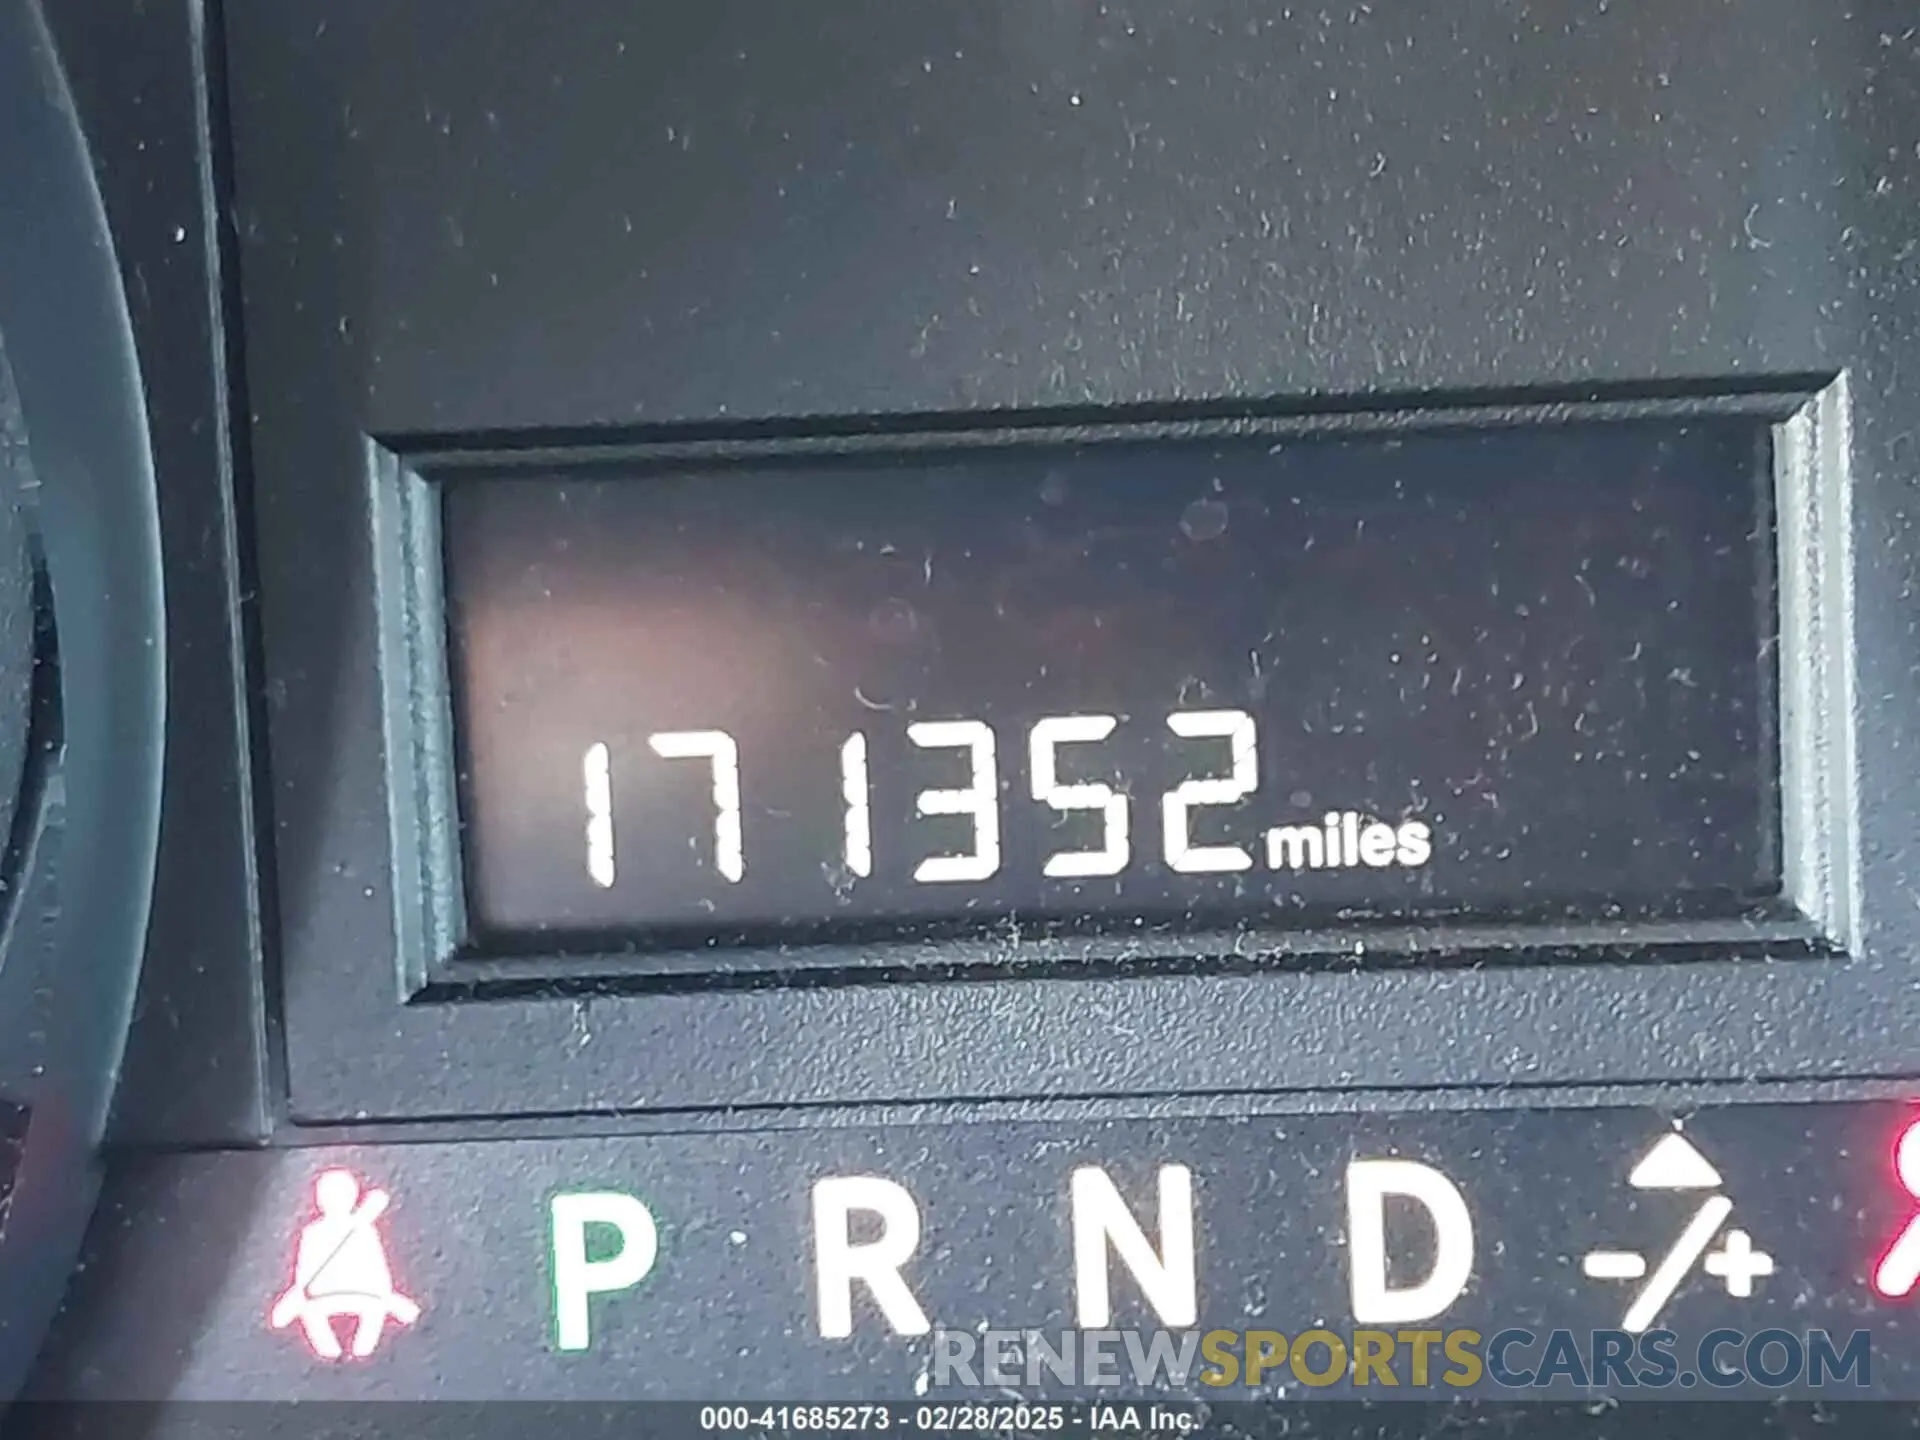 171352 miles
P R N D -/+
RENEWSPORTSCARS.COM
000-41685273 - 02/28/2025 - IAA Inc.